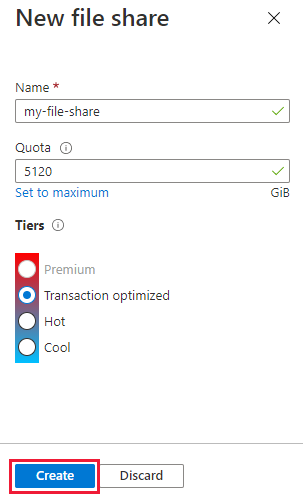 New file share
Name *
my-file-share
Quota
5120
Set to maximum GiB
Tiers
Premium
Transaction optimized
Hot
Cool
Create Discard